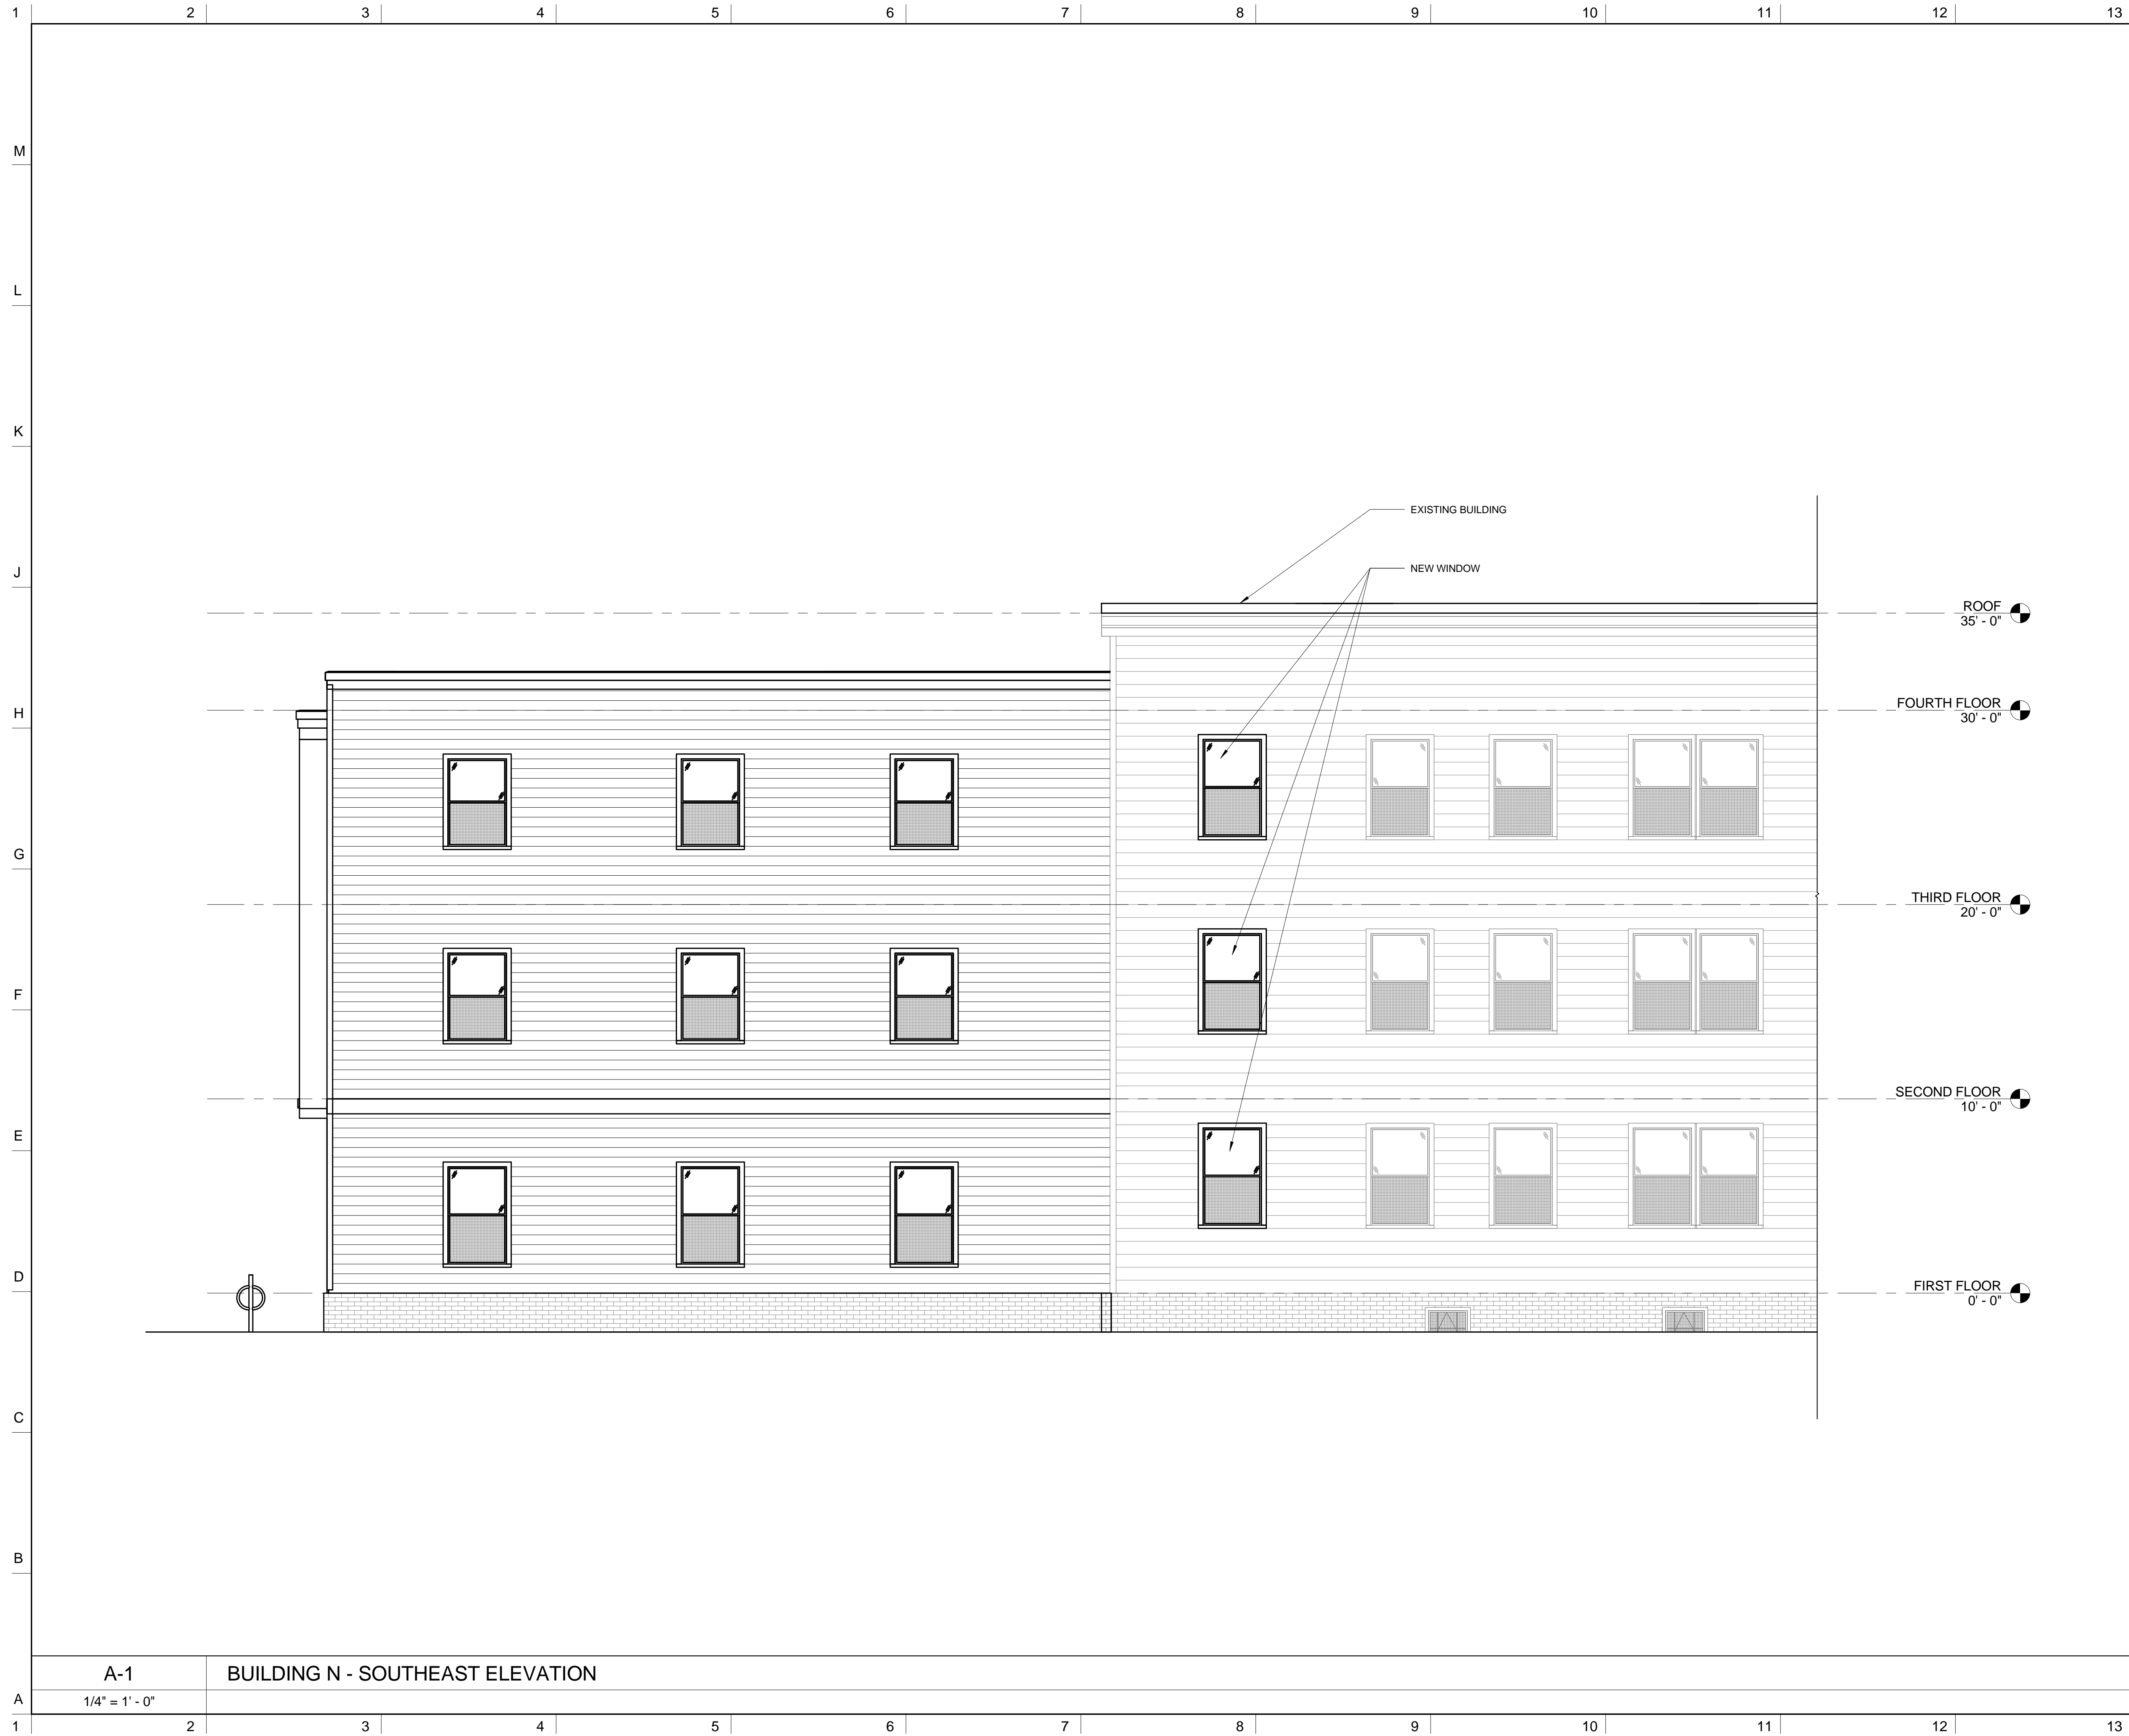 1 2 3 4 5 6 7 8 9 10 11 12 13
M
L
K
J
H
G
F
E
D
C
B
A
EXISTING BUILDING
NEW WINDOW
ROOF
35' - 0"
FOURTH FLOOR
30' - 0"
THIRD FLOOR
20' - 0"
SECOND FLOOR
10' - 0"
FIRST FLOOR
0' - 0"
A-1
BUILDING N - SOUTHEAST ELEVATION
1/4" = 1' - 0"
1 2 3 4 5 6 7 8 9 10 11 12 13